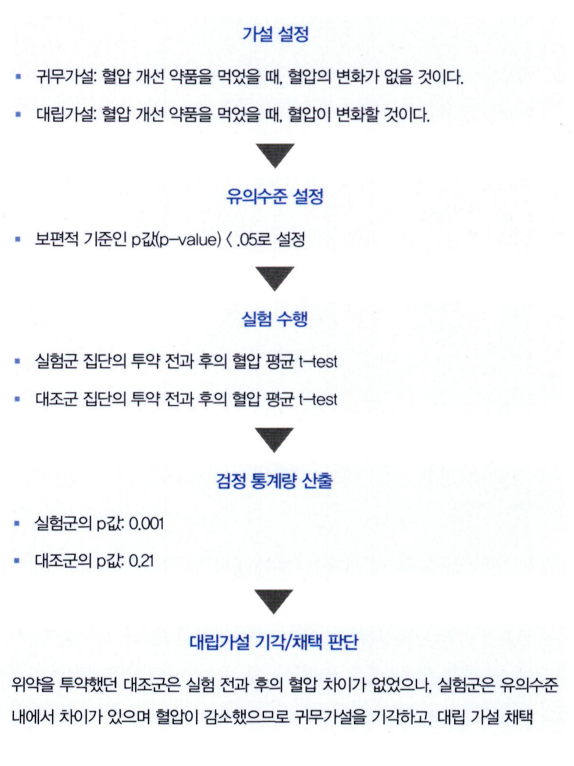 가설 설정
▪ 귀무가설: 혈압 개선 약품을 먹었을 때, 혈압의 변화가 없을 것이다.
▪ 대립가설: 혈압 개선 약품을 먹었을 때, 혈압이 변화할 것이다.
유의수준 설정
▪ 보편적 기준인 p값(p-value) < .05로 설정
실험 수행
▪ 실험군 집단의 투약 전과 후의 혈압 평균 t-test
▪ 대조군 집단의 투약 전과 후의 혈압 평균 t-test
검정 통계량 산출
▪ 실험군의 p값: 0.001
▪ 대조군의 p값: 0.21
대립가설 기각/채택 판단
위약을 투약했던 대조군은 실험 전과 후의 혈압 차이가 없었으나, 실험군은 유의수준
내에서 차이가 있으며 혈압이 감소했으므로 귀무가설을 기각하고, 대립 가설 채택